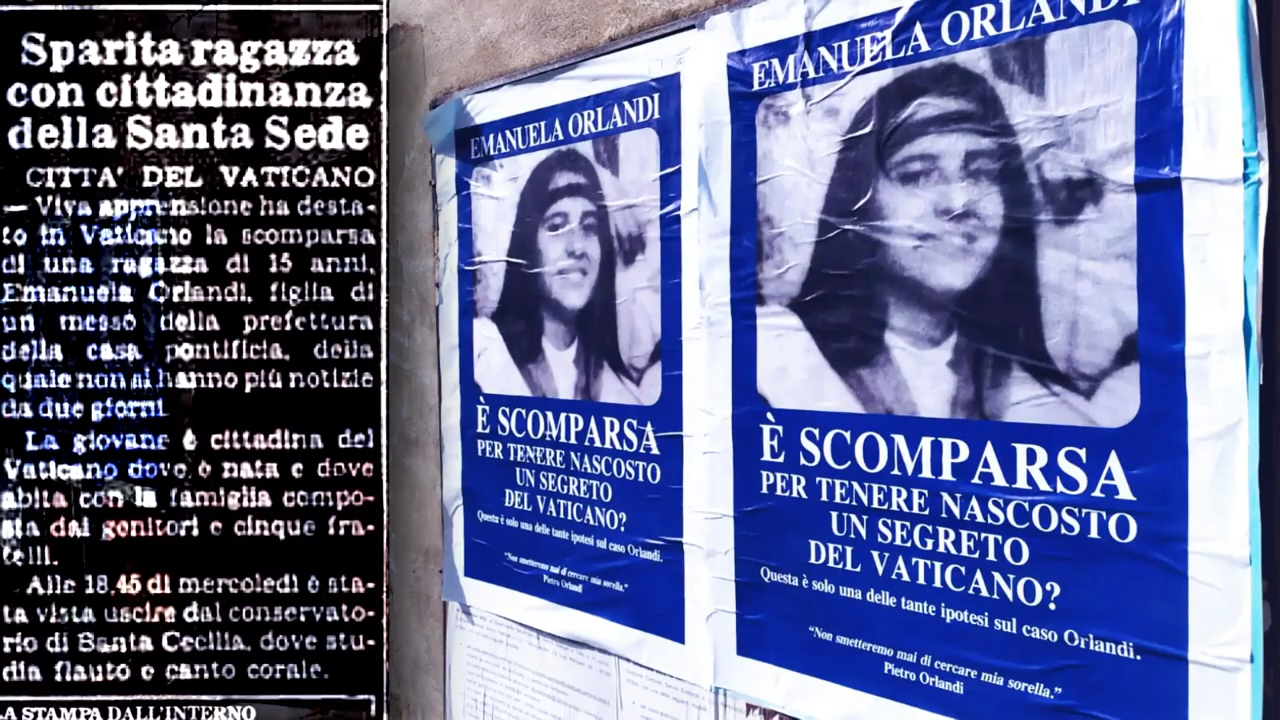 Sparita ragazza
con cittadinanza
della Santa Sede
CITTA' DEL VATICANO
— Viva apprensione ha desta-
to in Vaticano la scomparsa
di una ragazza di 15 anni,
Emanuela Orlandi, figlia di
un messo della prefettura
della casa pontificia, della
quale non si hanno più notizie
da due giorni.
La giovane è cittadina del
Vaticano dove è nata e dove
abita con la famiglia compo-
sta dai genitori e cinque fra-
telli.
Alle 18,45 di mercoledì è sta-
ta vista uscire dal conservato-
rio di Santa Cecilia, dove stu-
dia flauto e canto corale.
LA STAMPA DALL'INTERNO
EMANUELA ORLANDI
È SCOMPARSA
PER TENERE NASCOSTO
UN SEGRETO
DEL VATICANO?
Questa è solo una delle tante ipotesi sul caso Orlandi.
"Non smetteremo mai di cercare mia sorella."
Pietro Orlandi
EMANUELA ORLANDI
È SCOMPARSA
PER TENERE NASCOSTO
UN SEGRETO
DEL VATICANO?
Questa è solo una delle tante ipotesi sul caso Orlandi.
"Non smetteremo mai di cercare mia sorella."
Pietro Orlandi